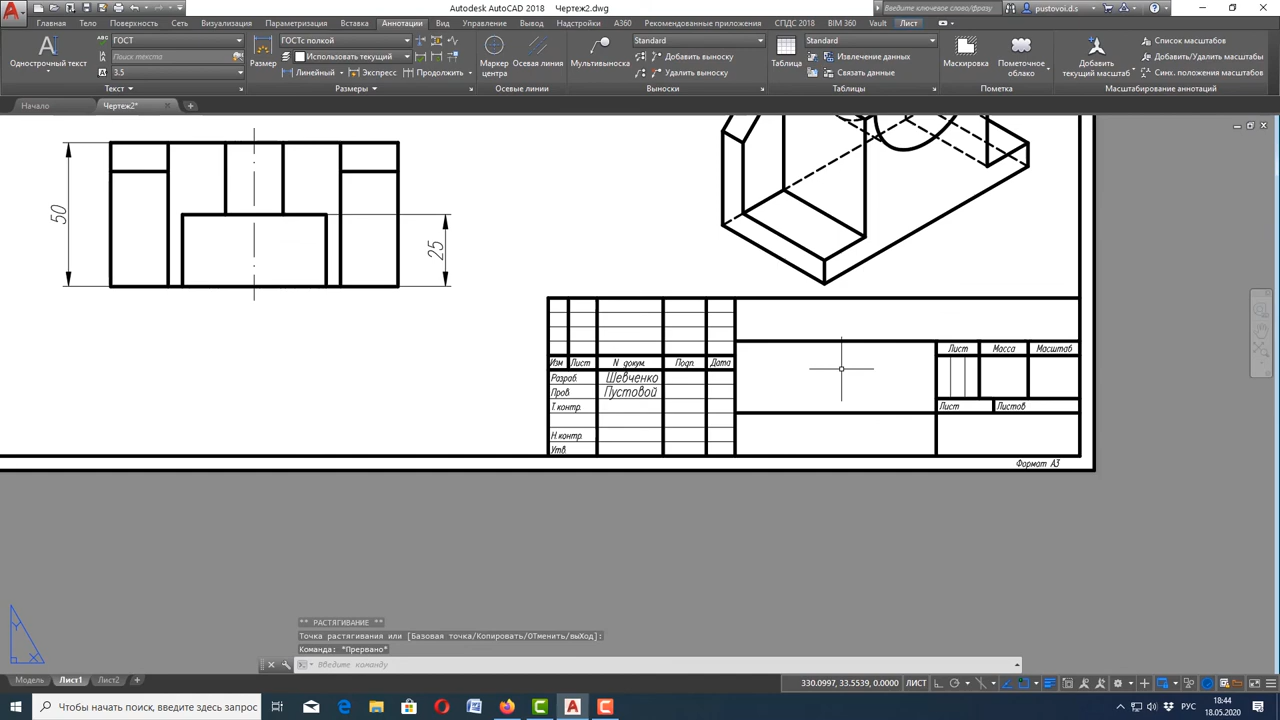 Autodesk AutoCAD 2018 Чертеж2.dwg
Введите ключевое слово/фразу
pustovoi.d.s
Главная Тело Поверхность Сеть Визуализация Параметризация Вставка Аннотации Вид Управление Вывод Надстройки A360 Рекомендованные приложения СПДС 2018 BIM 360 Vault Лист
Однострочный текст
ABC
ГОСТ
Поиск текста
3.5
Текст
Размер
ГОСТс полкой
Использовать текущий
Линейный
Экспресс
Продолжить
Размеры
Маркер центра
Осевая линия
Осевые линии
Мультивыноска
Standard
Добавить выноску
Удалить выноску
Выноски
Таблица
Standard
Извлечение данных
Связать данные
Таблицы
Маскировка
Пометочное облако
Пометка
Добавить текущий масштаб
Список масштабов
Добавить/Удалить масштабы
Синх. положения масштабов
Масштабирование аннотаций
Начало
Чертеж2*
50
25
Изм Лист N докум. Подп. Дата
Разраб. Шевченко
Пров. Пустовой
Т. контр.
Н.контр.
Утв.
Лист Масса Масштаб
Лист Листов
Формат А3
Y
X
** РАСТЯГИВАНИЕ **
Точка растягивания или [Базовая точка/Копировать/ОТменить/выХод]:
Команда: *Прервано*
Введите команду
Модель Лист1 Лист2
330.0997, 33.5539, 0.0000 ЛИСТ
Чтобы начать поиск, введите здесь запрос
РУС
18:44
18.05.2020